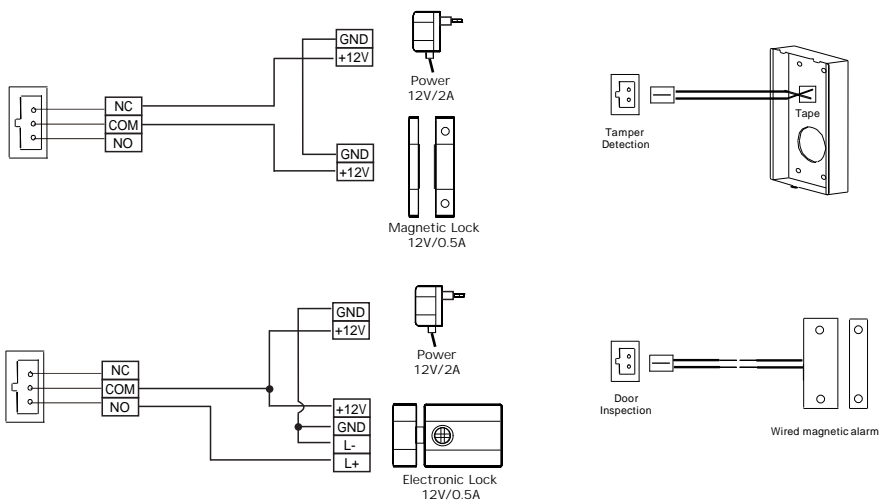 GND
+12V
Power
12V/2A
NC
COM
NO
GND
+12V
Magnetic Lock
12V/0.5A
Tamper
Detection
Tape
GND
+12V
Power
12V/2A
NC
COM
NO
+12V
GND
L-
L+
Electronic Lock
12V/0.5A
Door
Inspection
Wired magnetic alarm